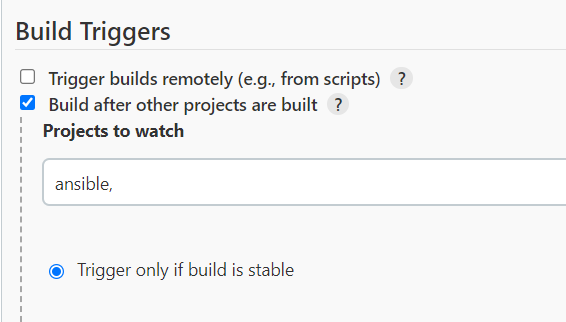 Build Triggers
Trigger builds remotely (e.g., from scripts) ?
Build after other projects are built ?
Projects to watch
ansible,
Trigger only if build is stable